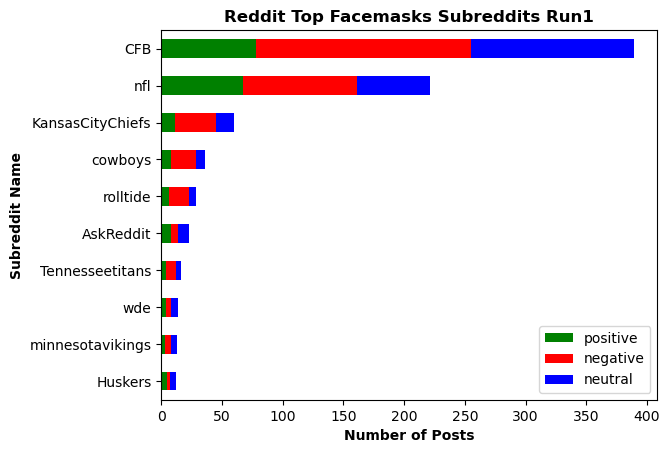 Reddit Top Facemasks Subreddits Run1
CFB
nfl
KansasCityChiefs
cowboys
rolltide
AskReddit
Tennesseetitans
wde
minnesotavikings
Huskers
Subreddit Name
positive
negative
neutral
0 50 100 150 200 250 300 350 400
Number of Posts